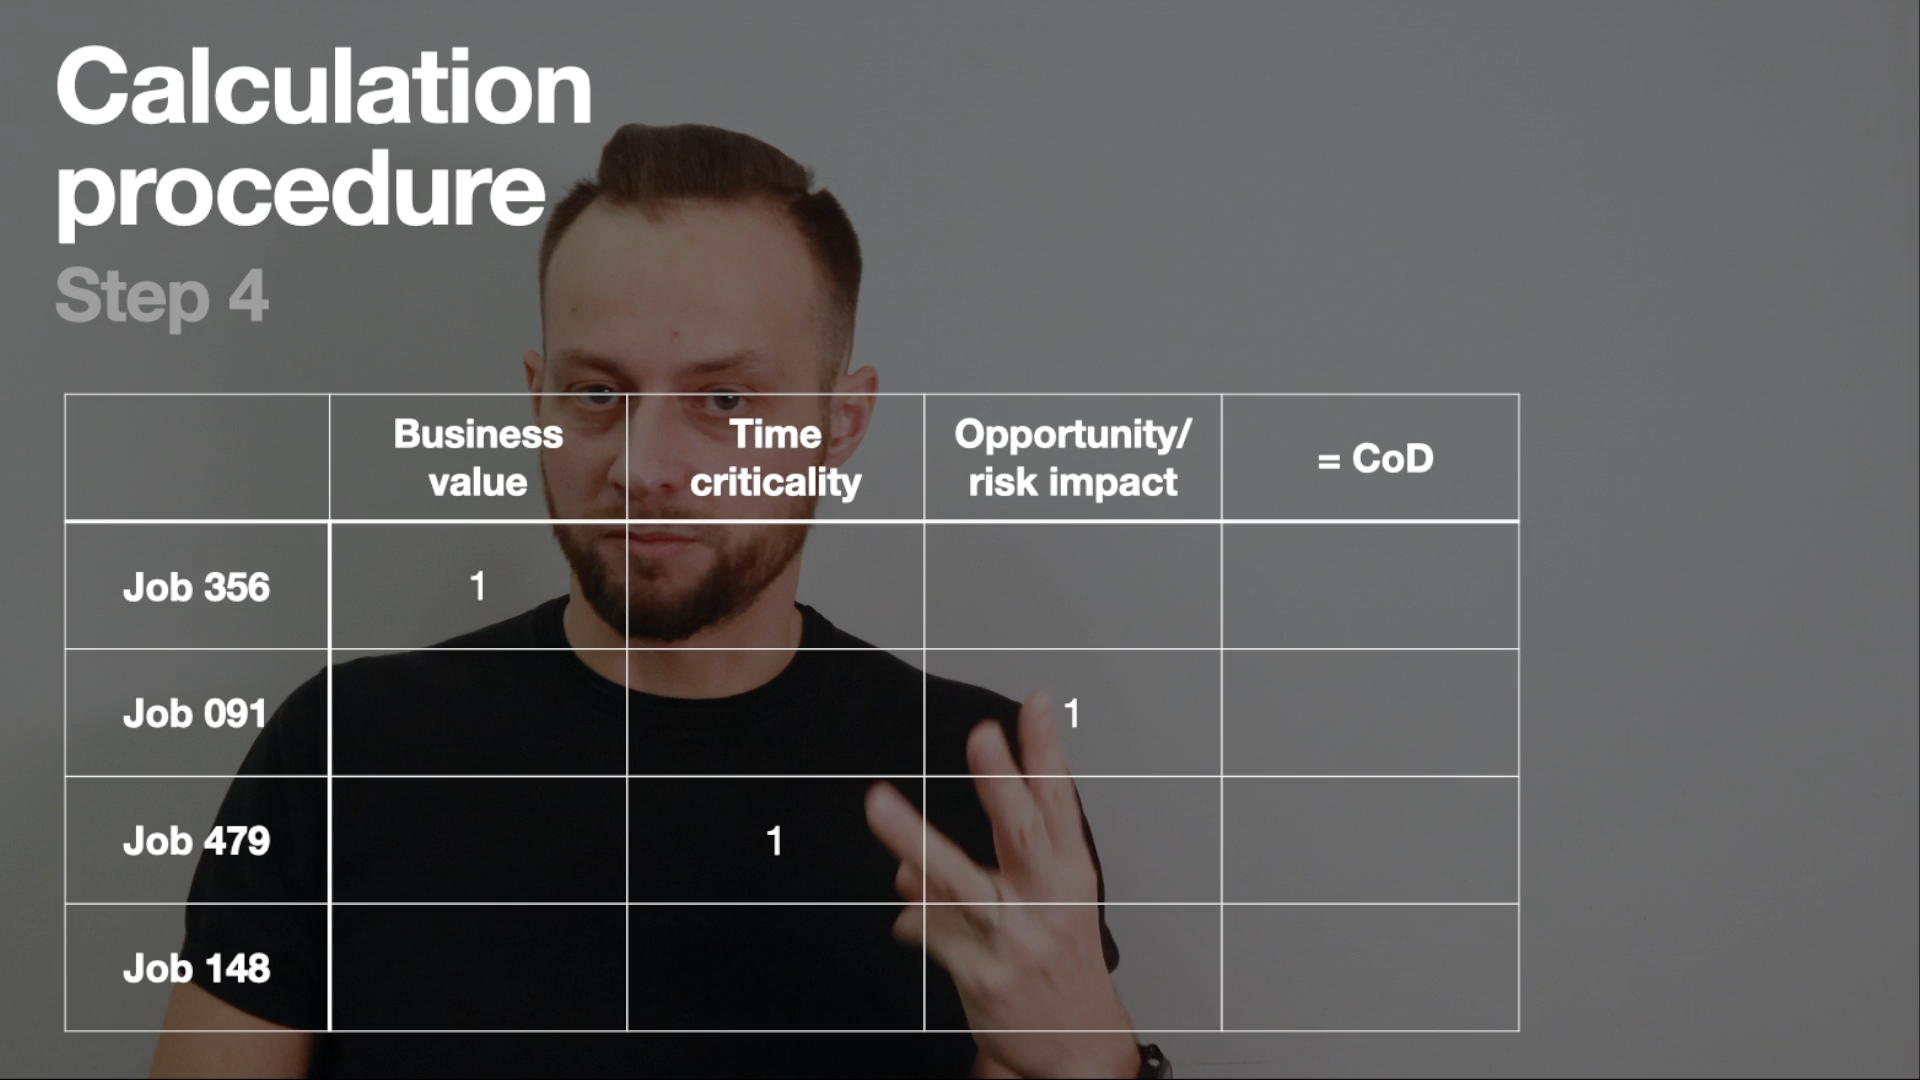 Calculation
procedure
Step 4
Business
value
Time
criticality
Opportunity/
risk impact
= CoD
Job 356
1
Job 091
1
Job 479
1
Job 148